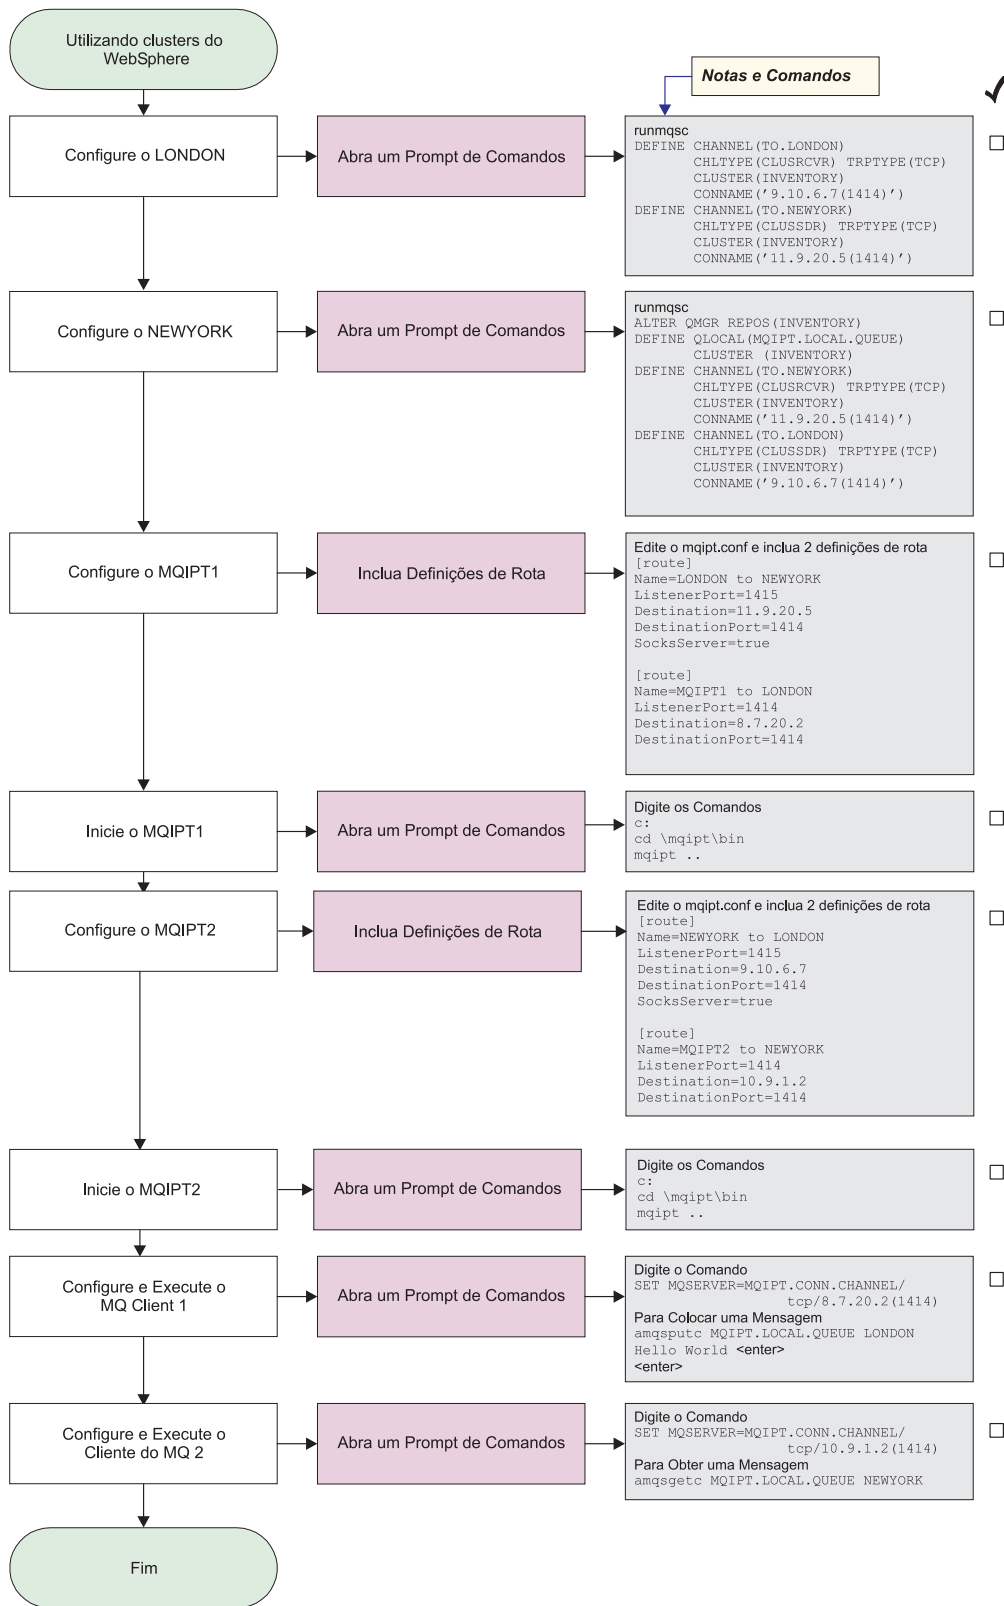 Utilizando clusters do
WebSphere
Notas e Comandos
Configure o LONDON
Abra um Prompt de Comandos
runmqsc
DEFINE CHANNEL(TO.LONDON)
CHLTYPE(CLUSRCVR) TRPTYPE(TCP)
CLUSTER(INVENTORY)
CONNAME('9.10.6.7(1414)')
DEFINE CHANNEL(TO.NEWYORK)
CHLTYPE(CLUSSDR) TRPTYPE(TCP)
CLUSTER(INVENTORY)
CONNAME('11.9.20.5(1414)')
Configure o NEWYORK
Abra um Prompt de Comandos
runmqsc
ALTER QMGR REPOS(INVENTORY)
DEFINE QLOCAL(MQIPT.LOCAL.QUEUE)
CLUSTER (INVENTORY)
DEFINE CHANNEL(TO.NEWYORK)
CHLTYPE(CLUSRCVR) TRPTYPE(TCP)
CLUSTER(INVENTORY)
CONNAME('11.9.20.5(1414)')
DEFINE CHANNEL(TO.LONDON)
CHLTYPE(CLUSSDR) TRPTYPE(TCP)
CLUSTER(INVENTORY)
CONNAME('9.10.6.7(1414)')
Configure o MQIPT1
Inclua Definições de Rota
Edite o mqipt.conf e inclua 2 definições de rota
[route]
Name=LONDON to NEWYORK
ListenerPort=1415
Destination=11.9.20.5
DestinationPort=1414
SocksServer=true
[route]
Name=MQIPT1 to LONDON
ListenerPort=1414
Destination=8.7.20.2
DestinationPort=1414
Inicie o MQIPT1
Abra um Prompt de Comandos
Digite os Comandos
c:
cd \mqipt\bin
mqipt ..
Configure o MQIPT2
Inclua Definições de Rota
Edite o mqipt.conf e inclua 2 definições de rota
[route]
Name=NEWYORK to LONDON
ListenerPort=1415
Destination=9.10.6.7
DestinationPort=1414
SocksServer=true
[route]
Name=MQIPT2 to NEWYORK
ListenerPort=1414
Destination=10.9.1.2
DestinationPort=1414
Inicie o MQIPT2
Abra um Prompt de Comandos
Digite os Comandos
c:
cd \mqipt\bin
mqipt ..
Configure e Execute o
MQ Client 1
Abra um Prompt de Comandos
Digite o Comando
SET MQSERVER=MQIPT.CONN.CHANNEL/
tcp/8.7.20.2(1414)
Para Colocar uma Mensagem
amqsputc MQIPT.LOCAL.QUEUE LONDON
Hello World <enter>
<enter>
Configure e Execute o
Cliente do MQ 2
Abra um Prompt de Comandos
Digite o Comando
SET MQSERVER=MQIPT.CONN.CHANNEL/
tcp/10.9.1.2(1414)
Para Obter uma Mensagem
amqsgetc MQIPT.LOCAL.QUEUE NEWYORK
Fim